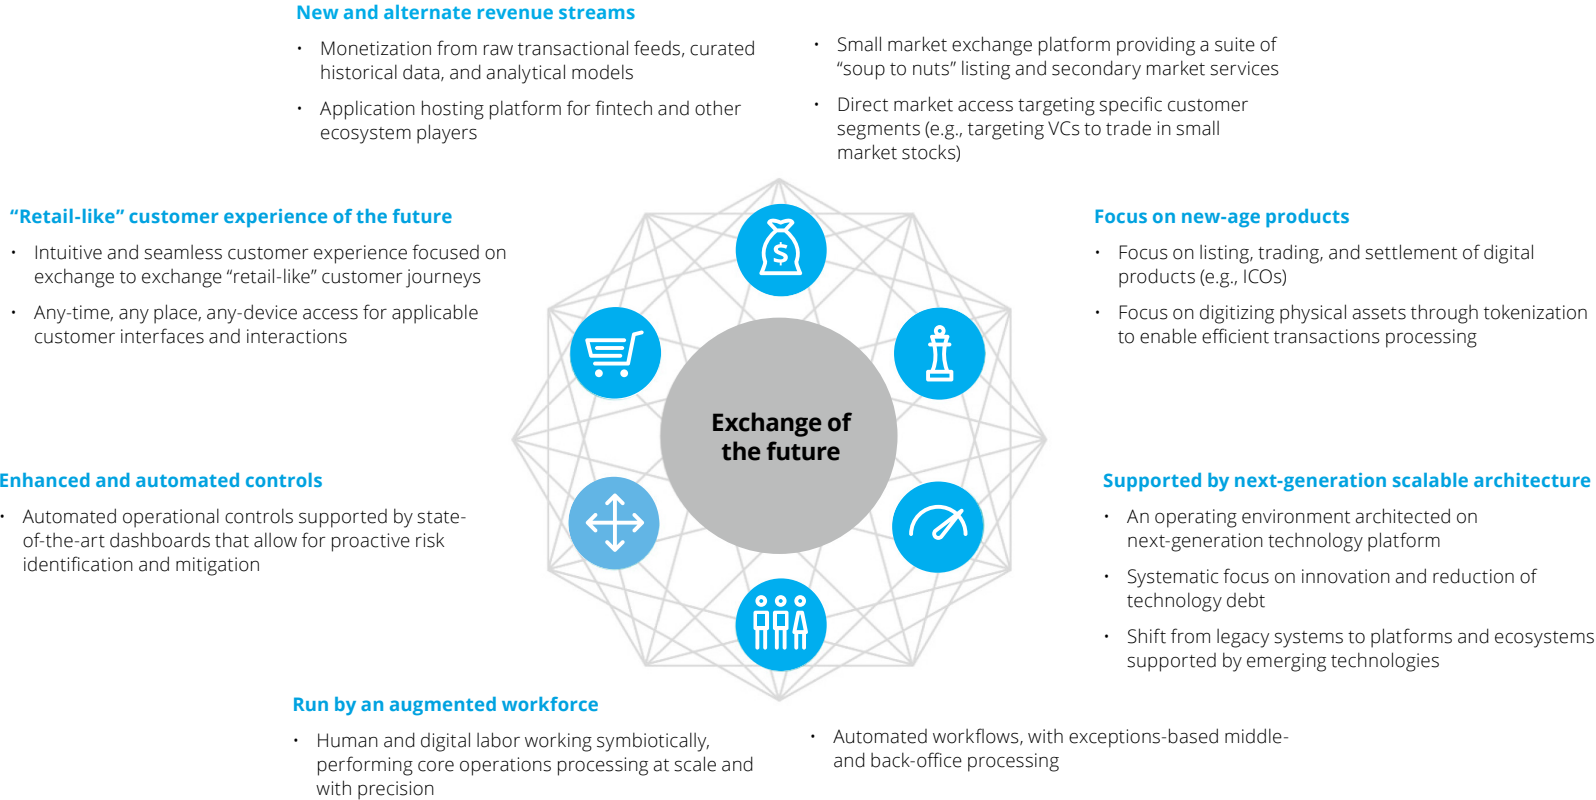 New and alternate revenue streams
• Monetization from raw transactional feeds, curated
historical data, and analytical models
• Application hosting platform for fintech and other
ecosystem players
• Small market exchange platform providing a suite of
“soup to nuts” listing and secondary market services
• Direct market access targeting specific customer
segments (e.g., targeting VCs to trade in small
market stocks)
“Retail-like” customer experience of the future
• Intuitive and seamless customer experience focused on
exchange to exchange “retail-like” customer journeys
• Any-time, any place, any-device access for applicable
customer interfaces and interactions
$
Focus on new-age products
• Focus on listing, trading, and settlement of digital
products (e.g., ICOs)
• Focus on digitizing physical assets through tokenization
to enable efficient transactions processing
Exchange of
the future
Enhanced and automated controls
• Automated operational controls supported by state-
of-the-art dashboards that allow for proactive risk
identification and mitigation
Supported by next-generation scalable architecture
• An operating environment architected on
next-generation technology platform
• Systematic focus on innovation and reduction of
technology debt
• Shift from legacy systems to platforms and ecosystems
supported by emerging technologies
Run by an augmented workforce
• Human and digital labor working symbiotically,
performing core operations processing at scale and
with precision
• Automated workflows, with exceptions-based middle-
and back-office processing